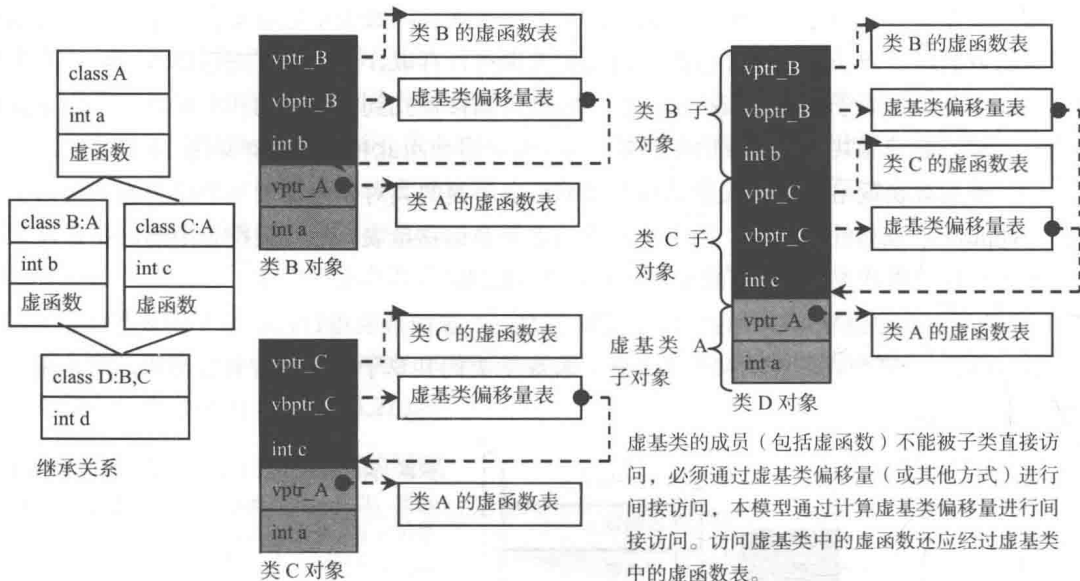 class A
int a
虚函数
class B:A
int b
虚函数
class C:A
int c
虚函数
class D:B,C
int d
继承关系
vptr_B
vbptr_B
int b
vptr_A
int a
类 B 的虚函数表
虚基类偏移量表
类 A 的虚函数表
类 B 对象
vptr_C
vbptr_C
int c
vptr_A
int a
类 C 的虚函数表
虚基类偏移量表
类 A 的虚函数表
类 C 对象
类 B 子
对象
类 C 子
对象
虚基类 A
子对象
vptr_B
vbptr_B
int b
vptr_C
vbptr_C
int c
vptr_A
int a
类 B 的虚函数表
虚基类偏移量表
类 C 的虚函数表
虚基类偏移量表
类 A 的虚函数表
类 D 对象
虚基类的成员（包括虚函数）不能被子类直接访
问，必须通过虚基类偏移量（或其他方式）进行
间接访问，本模型通过计算虚基类偏移量进行间
接访问。访问虚基类中的虚函数还应经过虚基类
中的虚函数表。